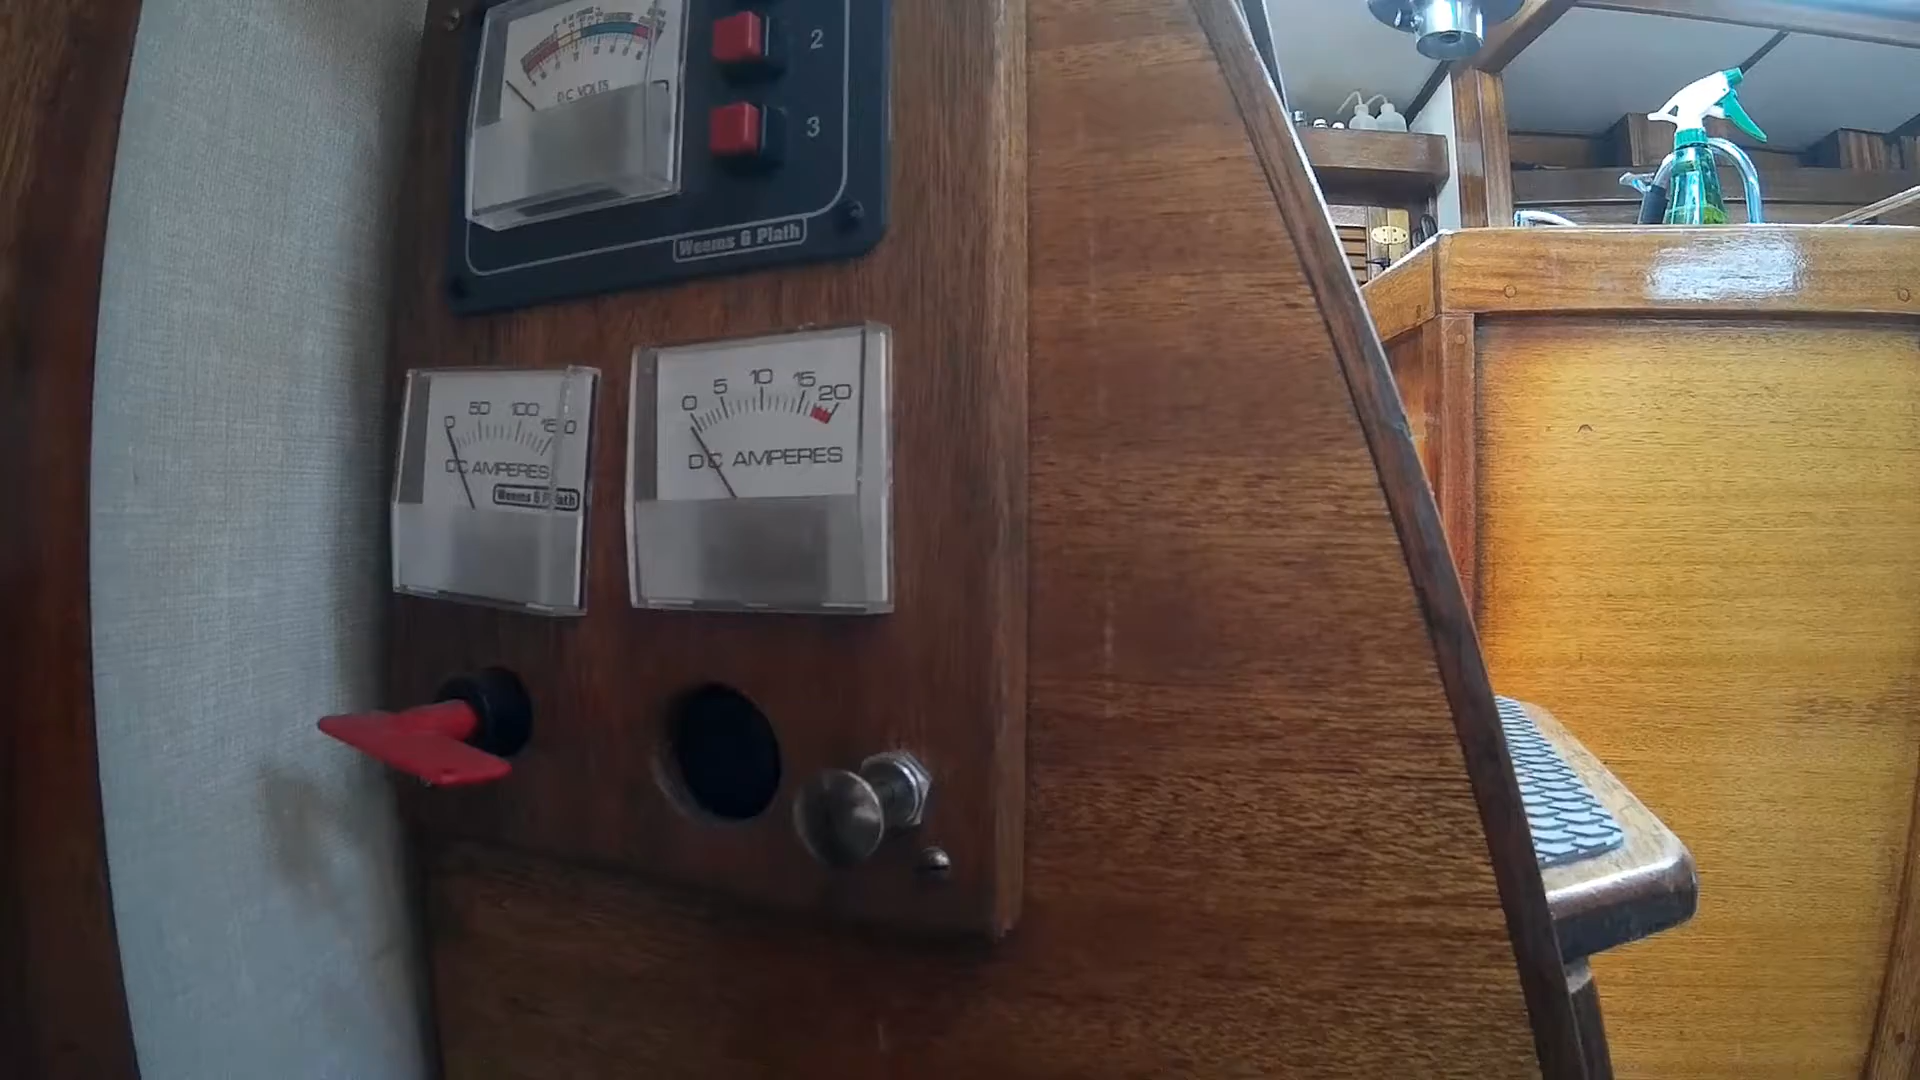 DC VOLTS
2
3
Weems & Plath
0 50 100 150
DC AMPERES
Weems & Plath
0 5 10 15 20
DC AMPERES